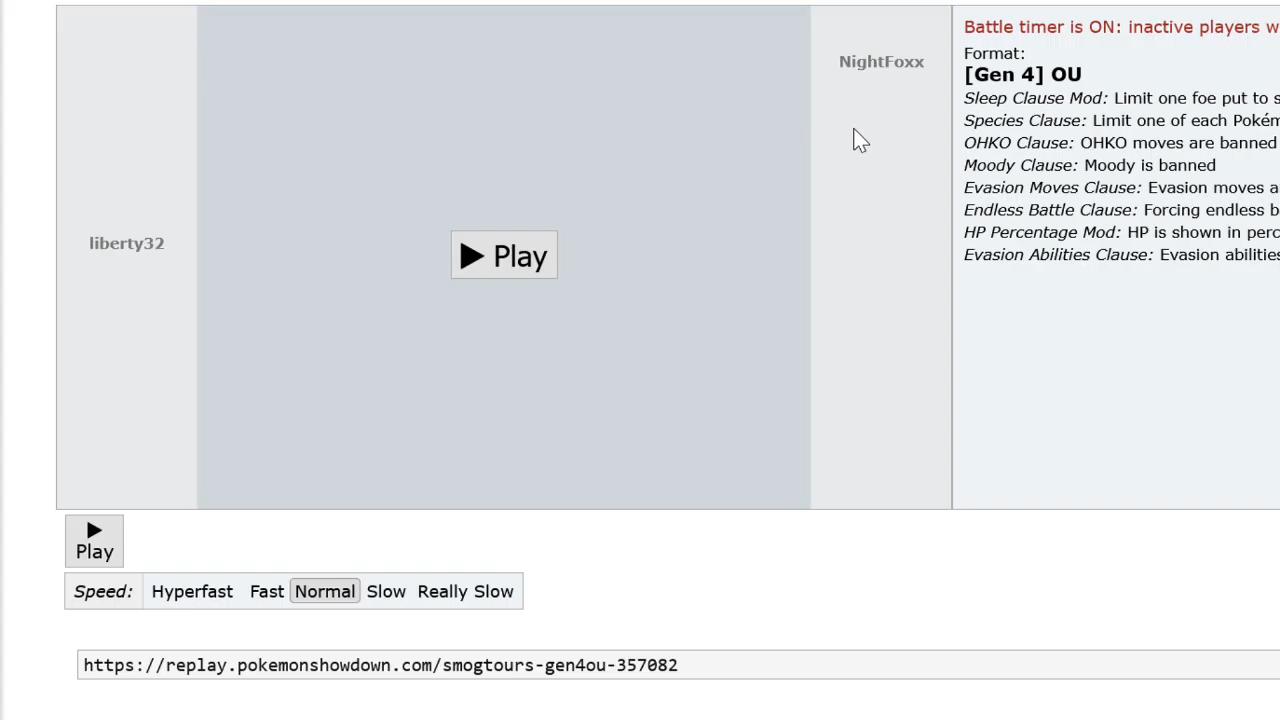 liberty32
▶ Play
NightFoxx
Battle timer is ON: inactive players w
Format:
[Gen 4] OU
Sleep Clause Mod: Limit one foe put to s
Species Clause: Limit one of each Pokém
OHKO Clause: OHKO moves are banned
Moody Clause: Moody is banned
Evasion Moves Clause: Evasion moves a
Endless Battle Clause: Forcing endless b
HP Percentage Mod: HP is shown in perc
Evasion Abilities Clause: Evasion abilities
▶
Play
Speed: Hyperfast Fast Normal Slow Really Slow
https://replay.pokemonshowdown.com/smogtours-gen4ou-357082